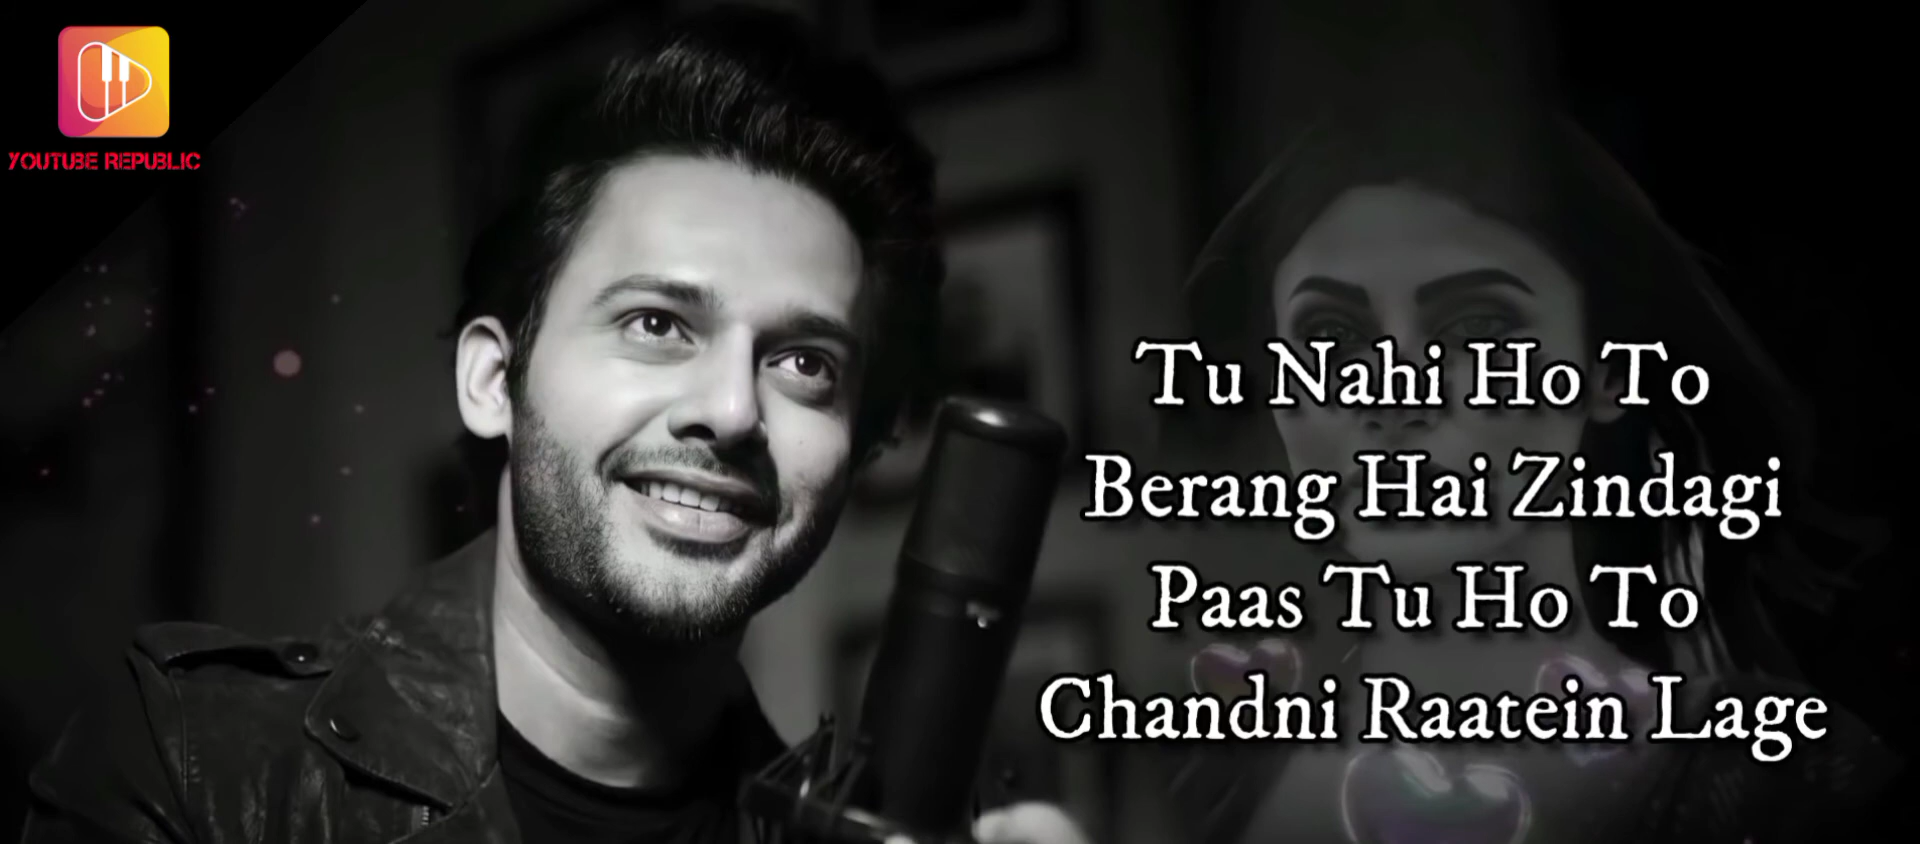 YOUTUBE REPUBLIC
Tu Nahi Ho To
Berang Hai Zindagi
Paas Tu Ho To
Chandni Raatein Lage